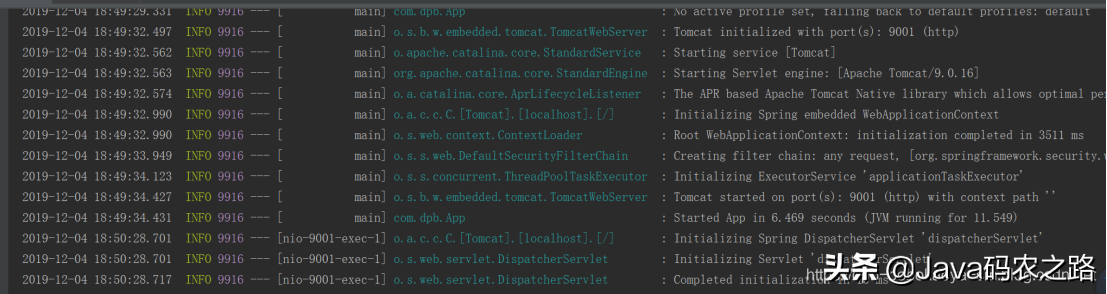 2019-12-04 18:49:29.331  INFO 9916 --- [           main] com.dpb.App                              : No active profile set, falling back to default profiles: default
2019-12-04 18:49:32.497  INFO 9916 --- [           main] o.s.b.w.embedded.tomcat.TomcatWebServer  : Tomcat initialized with port(s): 9001 (http)
2019-12-04 18:49:32.562  INFO 9916 --- [           main] o.apache.catalina.core.StandardService   : Starting service [Tomcat]
2019-12-04 18:49:32.563  INFO 9916 --- [           main] org.apache.catalina.core.StandardEngine  : Starting Servlet engine: [Apache Tomcat/9.0.16]
2019-12-04 18:49:32.574  INFO 9916 --- [           main] o.a.catalina.core.AprLifecycleListener   : The APR based Apache Tomcat Native library which allows optimal per
2019-12-04 18:49:32.990  INFO 9916 --- [           main] o.a.c.c.C.[Tomcat].[localhost].[/]       : Initializing Spring embedded WebApplicationContext
2019-12-04 18:49:32.990  INFO 9916 --- [           main] o.s.web.context.ContextLoader            : Root WebApplicationContext: initialization completed in 3511 ms
2019-12-04 18:49:33.949  INFO 9916 --- [           main] o.s.s.web.DefaultSecurityFilterChain     : Creating filter chain: any request, [org.springframework.security.w
2019-12-04 18:49:34.123  INFO 9916 --- [           main] o.s.s.concurrent.ThreadPoolTaskExecutor  : Initializing ExecutorService 'applicationTaskExecutor'
2019-12-04 18:49:34.427  INFO 9916 --- [           main] o.s.b.w.embedded.tomcat.TomcatWebServer  : Tomcat started on port(s): 9001 (http) with context path ''
2019-12-04 18:49:34.431  INFO 9916 --- [           main] com.dpb.App                              : Started App in 6.469 seconds (JVM running for 11.549)
2019-12-04 18:50:28.701  INFO 9916 --- [nio-9001-exec-1] o.a.c.c.C.[Tomcat].[localhost].[/]       : Initializing Spring DispatcherServlet 'dispatcherServlet'
2019-12-04 18:50:28.701  INFO 9916 --- [nio-9001-exec-1] o.s.web.servlet.DispatcherServlet        : Initializing Servlet 'dispatcherServlet'
2019-12-04 18:50:28.717  INFO 9916 --- [nio-9001-exec-1] o.s.web.servlet.DispatcherServlet        : Completed initialization in
头条 @Java码农之路